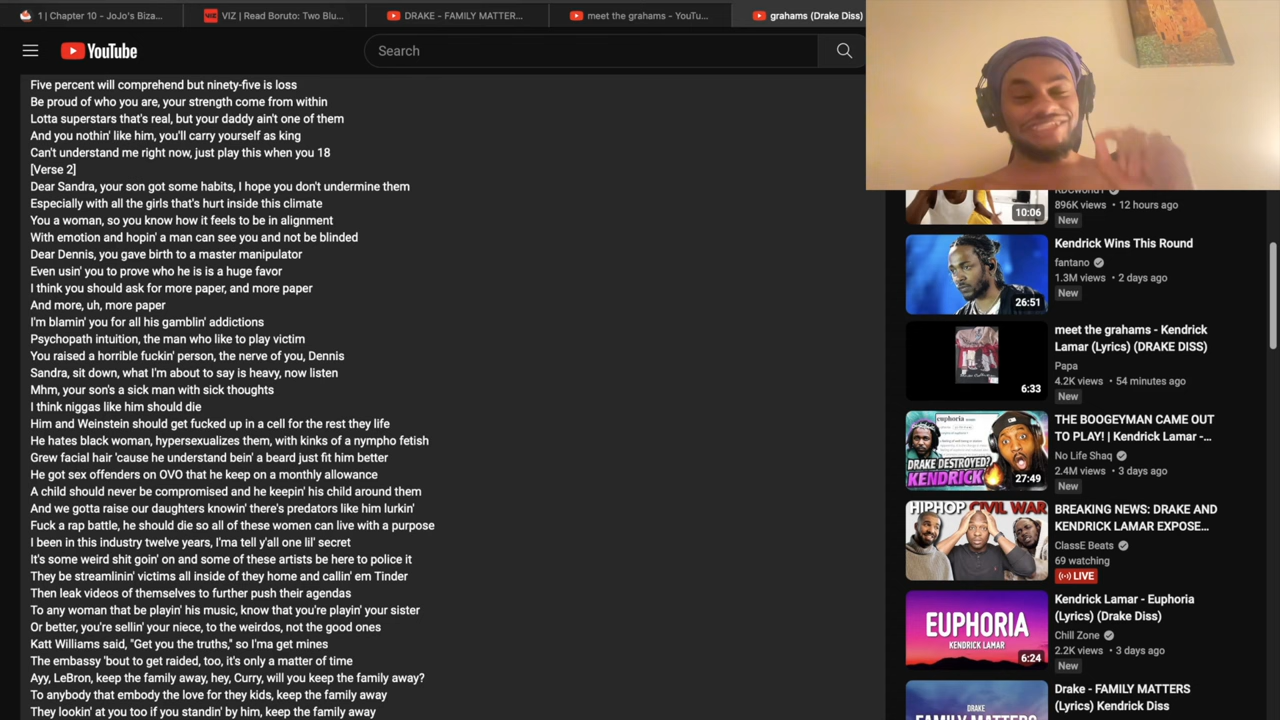 1 | Chapter 10 - JoJo's Biza...
VIZ | Read Boruto: Two Blu...
DRAKE - FAMILY MATTER...
meet the grahams - YouTu...
grahams (Drake Diss)
YouTube
Search
Five percent will comprehend but ninety-five is loss
Be proud of who you are, your strength come from within
Lotta superstars that's real, but your daddy ain't one of them
And you nothin' like him, you'll carry yourself as king
Can't understand me right now, just play this when you 18
[Verse 2]
Dear Sandra, your son got some habits, I hope you don't undermine them
Especially with all the girls that's hurt inside this climate
You a woman, so you know how it feels to be in alignment
With emotion and hopin' a man can see you and not be blinded
Dear Dennis, you gave birth to a master manipulator
Even usin' you to prove who he is is a huge favor
I think you should ask for more paper, and more paper
And more, uh, more paper
I'm blamin' you for all his gamblin' addictions
Psychopath intuition, the man who like to play victim
You raised a horrible fuckin' person, the nerve of you, Dennis
Sandra, sit down, what I'm about to say is heavy, now listen
Mhm, your son's a sick man with sick thoughts
I think niggas like him should die
Him and Weinstein should get fucked up in a cell for the rest they life
He hates black woman, hypersexualizes 'em with kinks of a nympho fetish
Grew facial hair cause he understands a beard just fit him better
He got sex offenders on OVO that he keep on a monthly allowance
A child should never be compromised and he keepin' his child around them
And we gotta raise our daughters knowin' there's predators like him lurkin'
Fuck a rap battle, he should die so all of these women can live with a purpose
I been in this industry twelve years, I'm tell y'all one lil' secret
It's some weird shit goin' on and some of these artists be here to police it
They be streamlinin' victims all inside of they home and callin' em Tinder
Then leak videos of themselves to further push their agendas
To any woman that be playin' his music, know that you're playin' your sister
Or better, you're sellin' your niece, to the weirdos, not the good ones
Katt Williams said, "Get you the truths," so I'ma get mines
The embassy 'bout to get raided, too, it's only a matter of time
Ayy, LeBron, keep the family away, hey, Curry, will you keep the family away?
To anybody that embody the love for they kids, keep the family away
They lookin' at you too if you standin' by him, keep the family away
10:06
896K views • 12 hours ago
New
26:51
Kendrick Wins This Round
fantano
1.3M views • 2 days ago
New
6:33
meet the grahams - Kendrick
Lamar (Lyrics) (DRAKE DISS)
Papa
4.2K views • 54 minutes ago
New
euphoria
DRAKE DESTROYED?
KENDRICK
27:49
THE BOOGEYMAN CAME OUT
TO PLAY! | Kendrick Lamar -...
No Life Shaq
2.4M views • 3 days ago
New
HIPHOP CIVIL WAR
BREAKING NEWS: DRAKE AND
KENDRICK LAMAR EXPOSE...
ClassE Beats
69 watching
LIVE
EUPHORIA
KENDRICK LAMAR
6:24
Kendrick Lamar - Euphoria
(Lyrics) (Drake Diss)
Chill Zone
2.2K views • 3 days ago
New
DRAKE
FAMILY MATTERS
Drake - FAMILY MATTERS
(Lyrics) Kendrick Diss